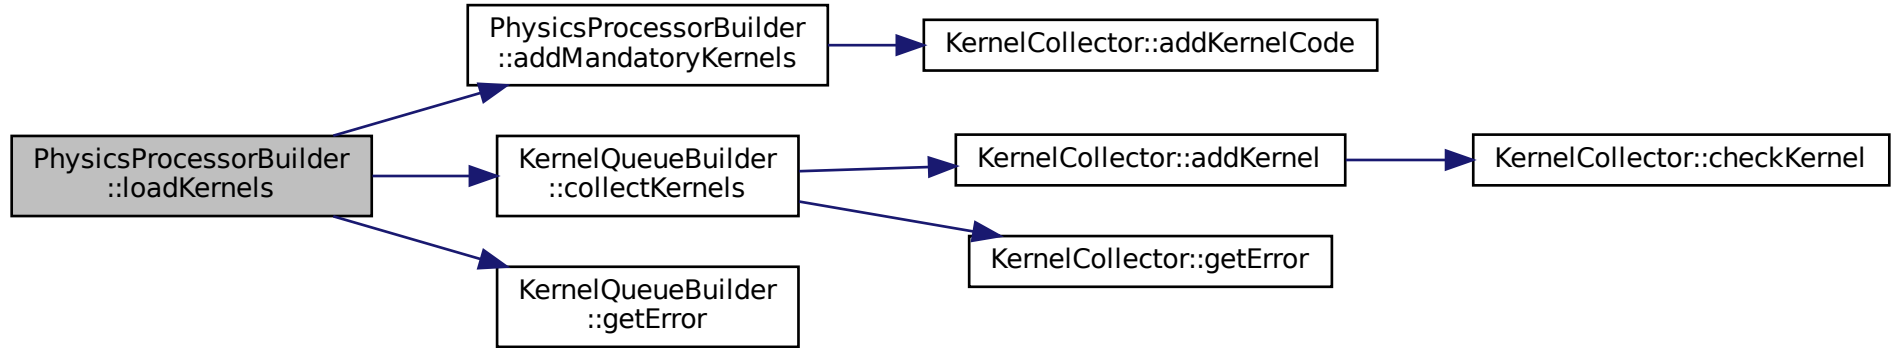 PhysicsProcessorBuilder
::loadKernels
PhysicsProcessorBuilder
::addMandatoryKernels
KernelCollector::addKernelCode
KernelQueueBuilder
::collectKernels
KernelCollector::addKernel
KernelCollector::checkKernel
KernelCollector::getError
KernelQueueBuilder
::getError